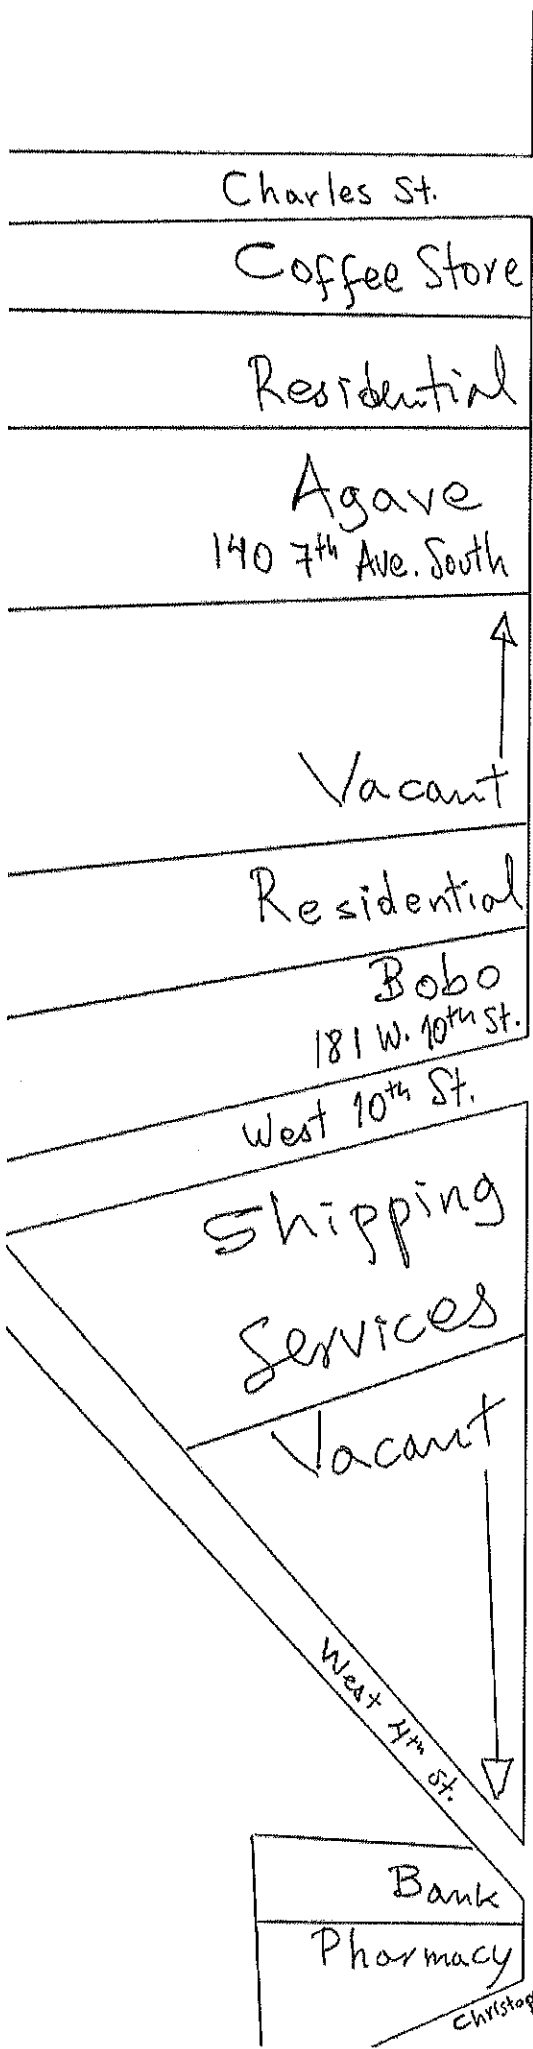 Charles St.
Coffee Store
Residential
Agave
140 7th Ave. South
Vacant
Residential
Bobo
181 W. 10th St.
West 10th St.
Shipping
Services
Vacant
West 4th St.
Bank
Pharmacy
Christop